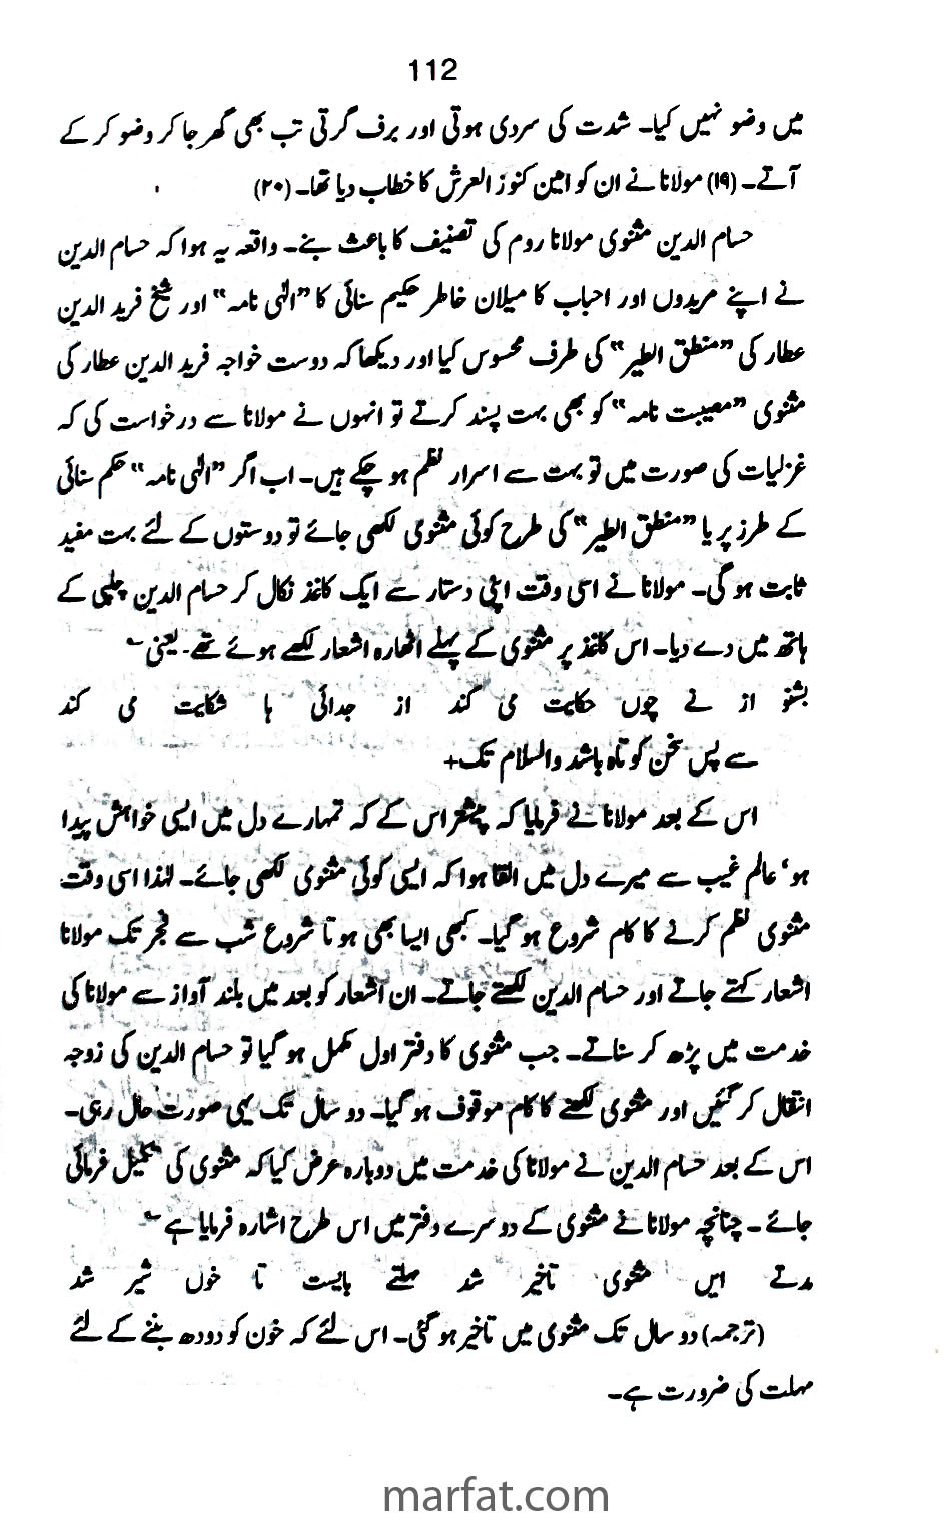 112
میں وضو نہیں کیا۔ شدت کی سردی ہوتی اور برف گرتی تب بھی گھر جا کر وضو کر کے
آتے۔ (۱۹) مولانا نے ان کو امین کنوز العرش کا خطاب دیا تھا۔ (۲۰)
حسام الدین مثنوی مولانا روم کی تصنیف کا باعث بنے۔ واقعہ یہ ہوا کہ حسام الدین
نے اپنے مریدوں اور احباب کا میلان خاطر حکیم سنائی کا ”الٰہی نامہ“ اور شیخ فرید الدین
عطار کی ”منطق الطیر“ کی طرف محسوس کیا اور دیکھا کہ دوست خواجہ فرید الدین عطار کی
مثنوی ”مصیبت نامہ“ کو بھی بہت پسند کرتے تو انہوں نے مولانا سے درخواست کی کہ
غزلیات کی صورت میں تو بہت سے اسرار نظم ہو چکے ہیں۔ اب اگر ”الٰہی نامہ“ حکم سنائی
کے طرز پر یا ”منطق الطیر“ کی طرح کوئی مثنوی لکھی جائے تو دوستوں کے لئے بہت مفید
ثابت ہو گی۔ مولانا نے اسی وقت اپنی دستار سے ایک کاغذ نکال کر حسام الدین چلپی کے
ہاتھ میں دے دیا۔ اس کاغذ پر مثنوی کے پہلے اٹھارہ اشعار لکھے ہوئے تھے۔ یعنی ؎
بشنو از نے چوں حکایت می کند از جدائی ہا شکایت می کند
سے پس سخن کوتاہ باشد والسلام تک+
اس کے بعد مولانا نے فرمایا کہ پیشتر اس کے کہ تمہارے دل میں ایسی خواہش پیدا
ہو‘ عالم غیب سے میرے دل میں القا ہوا کہ ایسی کوئی مثنوی لکھی جائے۔ لہٰذا اسی وقت
مثنوی نظم کرنے کا کام شروع ہو گیا۔ کبھی ایسا بھی ہوتا شروع شب سے فجر تک مولانا
اشعار کہتے جاتے اور حسام الدین لکھتے جاتے۔ ان اشعار کو بعد میں بلند آواز سے مولانا کی
خدمت میں پڑھ کر سناتے۔ جب مثنوی کا دفتر اول مکمل ہو گیا تو حسام الدین کی زوجہ
انتقال کر گئیں اور مثنوی لکھنے کا کام موقوف ہو گیا۔ دو سال تک یہی صورت حال رہی۔
اس کے بعد حسام الدین نے مولانا کی خدمت میں دوبارہ عرض کیا کہ مثنوی کی تکمیل فرمائی
جائے۔ چنانچہ مولانا نے مثنوی کے دوسرے دفتر میں اس طرح اشارہ فرمایا ہے ؎
مدتے ایں مثنوی تاخیر شد مہلتے بایست تا خوں شیر شد
(ترجمہ) دو سال تک مثنوی میں تاخیر ہو گئی۔ اس لئے کہ خون کو دودھ بننے کے لئے
مہلت کی ضرورت ہے۔
marfat.com